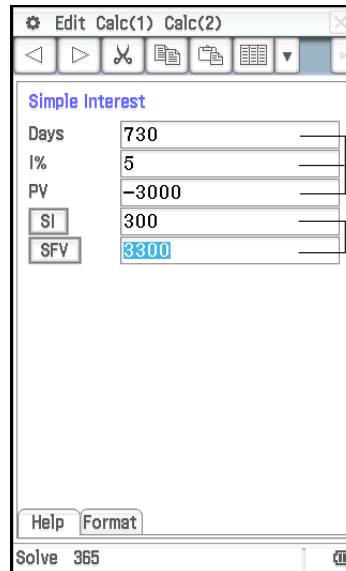 Edit Calc(1) Calc(2)
Simple Interest
Days 730
I% 5
PV −3000
SI 300
SFV 3300
Help Format
Solve 365